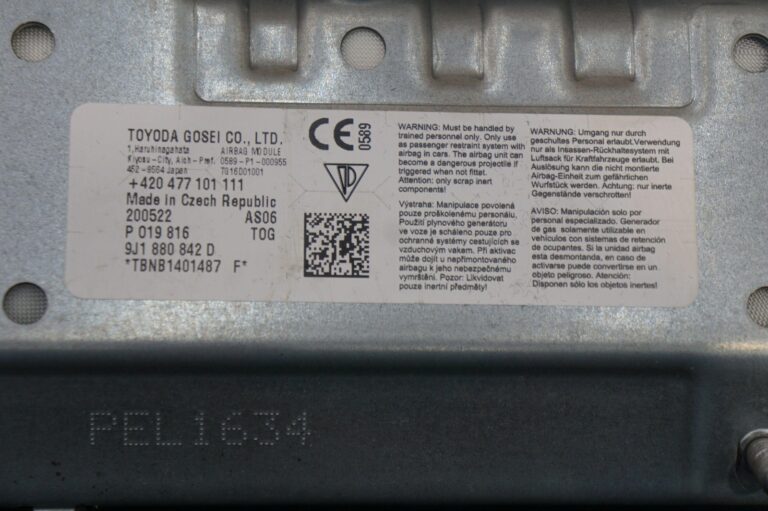 TOYODA GOSEI CO., LTD.
1,Haruhinagahata AIRBAG MODULE
Kiyosu-City, Aich-Pref. 0589-P1-000955
452-8564 Japan TG16001001
+420 477 101 111
Made in Czech Republic
200522 AS06
P 019 816 TOG
9J1 880 842 D
*TBNB1401487 F*
CE 0589
WARNING: Must be handled by
trained personnel only. Only use
as passenger restraint system with
airbag in cars. The airbag unit can
become a dangerous projectile if
triggered when not fitted.
Attention: only scrap inert
components!
Výstraha: Manipulace povolená
pouze proškolenému personálu.
Použití plynového generátoru
ve voze je scháleno pouze pro
ochranné systémy cestujících se
vzduchovým vakem. Při aktivac
může dojít u nepřimontovaného
airbagu k jeho nebezpečnému
vymrštění. Pozor: Likvidovat
pouze inertní předměty!
WARNUNG: Umgang nur durch
geschultes Personal erlaubt.Verwendung
nur als Insassen-Rückhaltesystem mit
Luftsack für Kraftfahrzeuge erlaubt. Bei
Auslösung kann die nicht montierte
Airbag-Einheit zum gefährlichen
Wurfstück werden. Achtung: nur inerte
Gegenstände verschrotten!
AVISO: Manipulación solo por
personal especializado. Generador
de gas solamente utilizable en
vehículos con sistemas de retención
de ocupantes. Si la unidad airbag
esta desmontanda, en caso de
activarse puede convertirse en un
objeto peligroso. Atención:
Disponen sólo los objetos inertes!
PEL1634